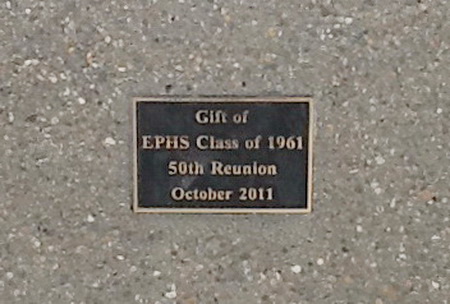 Gift of
EPHS Class of 1961
50th Reunion
October 2011